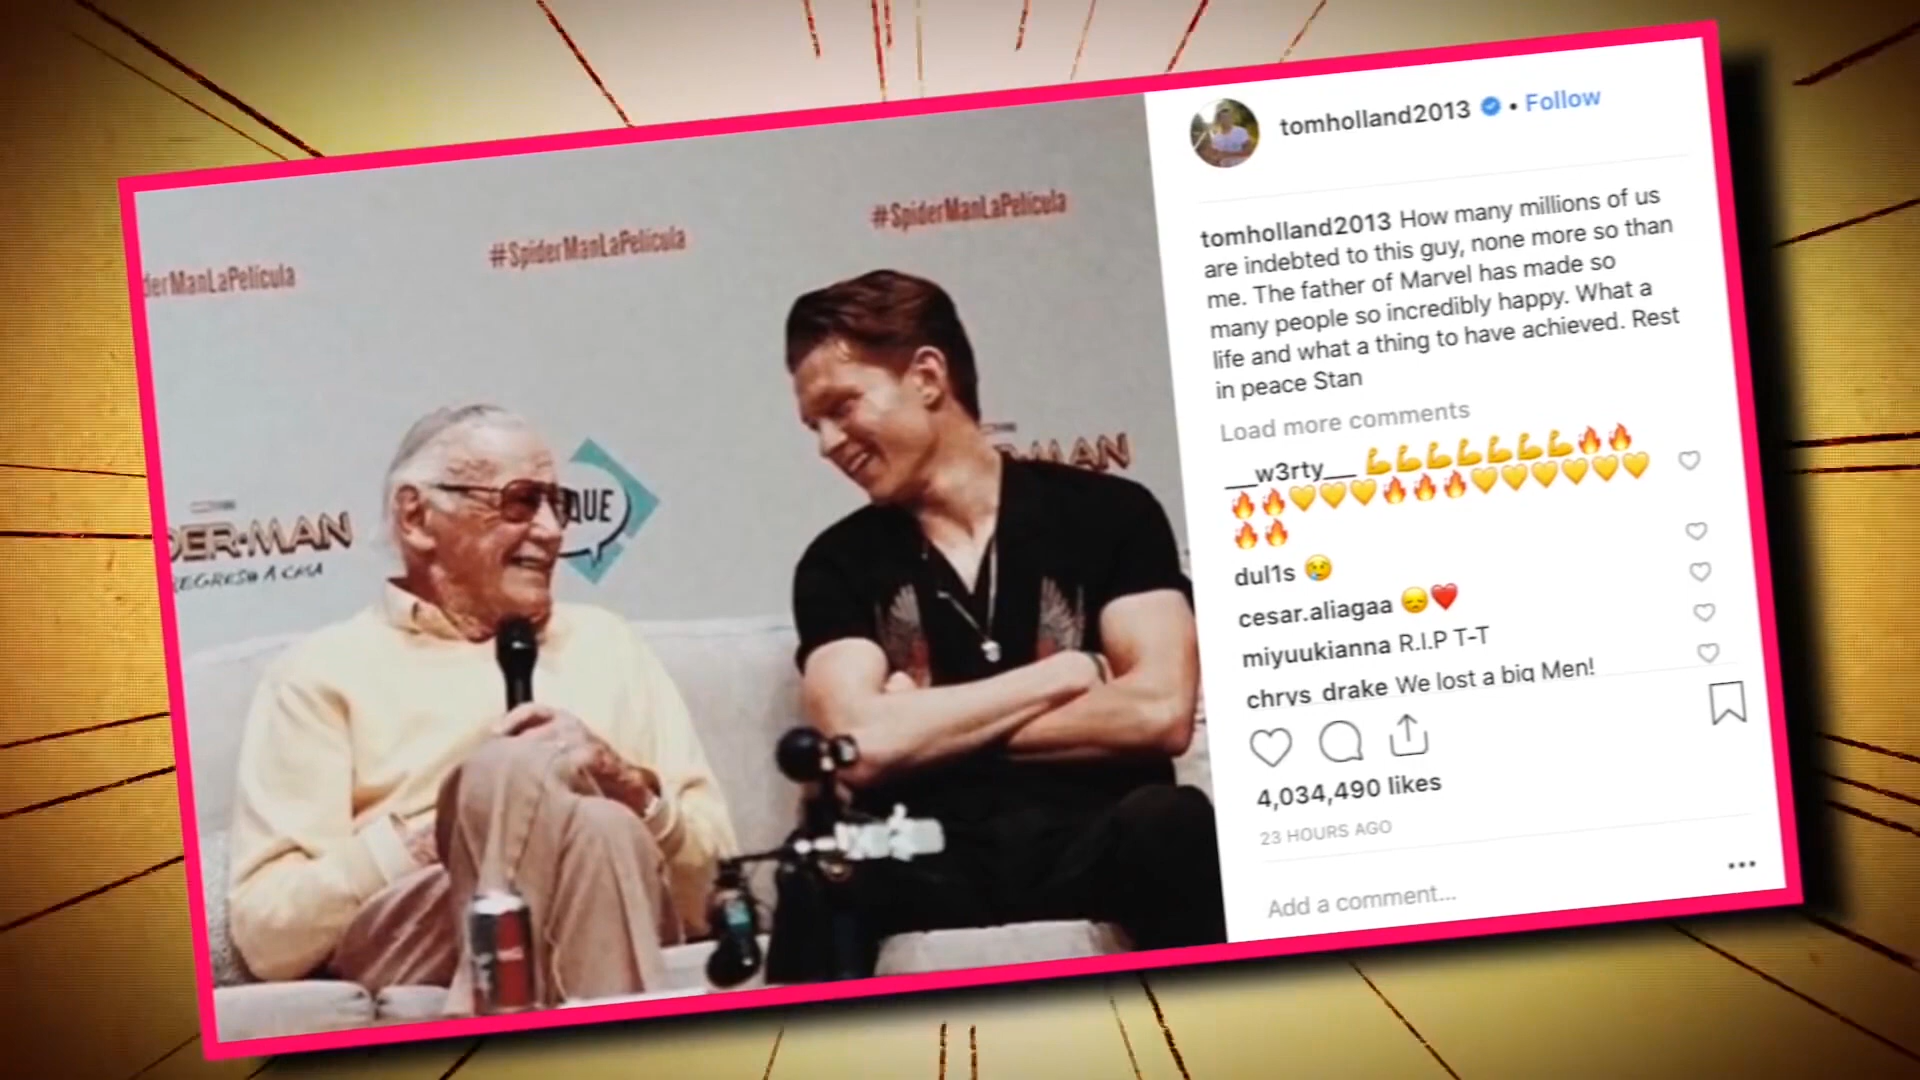 tomholland2013 • Follow
#SpiderManLaPelícula
#SpiderManLaPelícula
derManLaPelícula
tomholland2013 How many millions of us
are indebted to this guy, none more so than
me. The father of Marvel has made so
many people so incredibly happy. What a
life and what a thing to have achieved. Rest
in peace Stan
Load more comments
__w3rty__ 💪💪💪💪💪💪💪🔥🔥
🔥🔥💛💛💛🔥🔥🔥💛💛💛💛💛💛
🔥🔥
DER-MAN
REGRESO A CASA
QUE
R-MAN
dul1s 😢
cesar.aliagaa 😞❤️
miyuukianna R.I.P T-T
chrys_drake We lost a big Men!
4,034,490 likes
23 HOURS AGO
Add a comment...